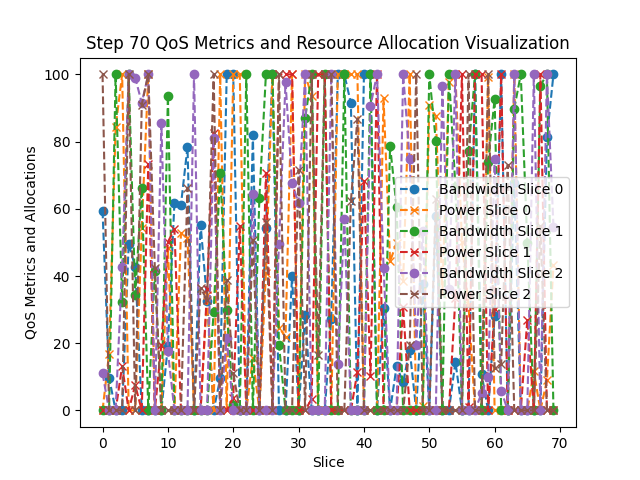 Step 70 QoS Metrics and Resource Allocation Visualization
QoS Metrics and Allocations
100
80
60
40
20
0
Bandwidth Slice 0
Power Slice 0
Bandwidth Slice 1
Power Slice 1
Bandwidth Slice 2
Power Slice 2
0 10 20 30 40 50 60 70
Slice